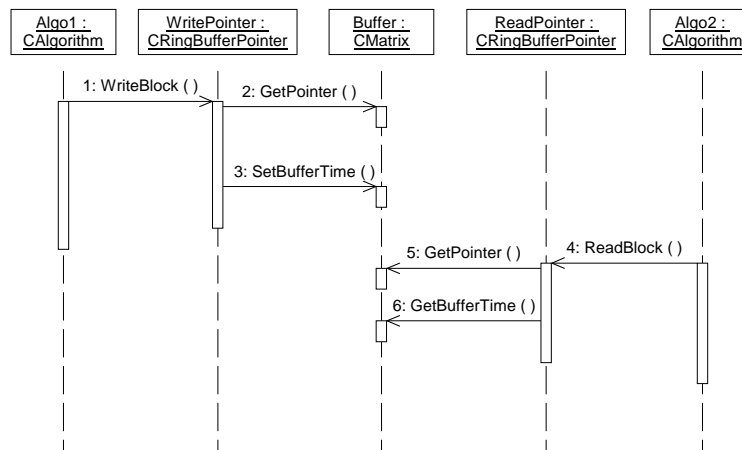 Algo1 :
CAlgorithm
WritePointer :
CRingBufferPointer
Buffer :
CMatrix
ReadPointer :
CRingBufferPointer
Algo2 :
CAlgorithm
1: WriteBlock ( )
2: GetPointer ( )
3: SetBufferTime ( )
4: ReadBlock ( )
5: GetPointer ( )
6: GetBufferTime ( )